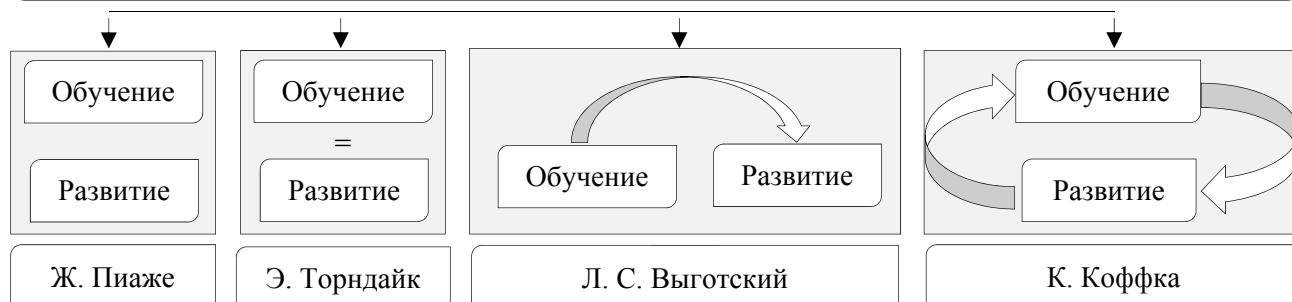 Обучение
Развитие
Ж. Пиаже
Обучение
=
Развитие
Э. Торндайк
Обучение
Развитие
Л. С. Выготский
Обучение
Развитие
К. Коффка